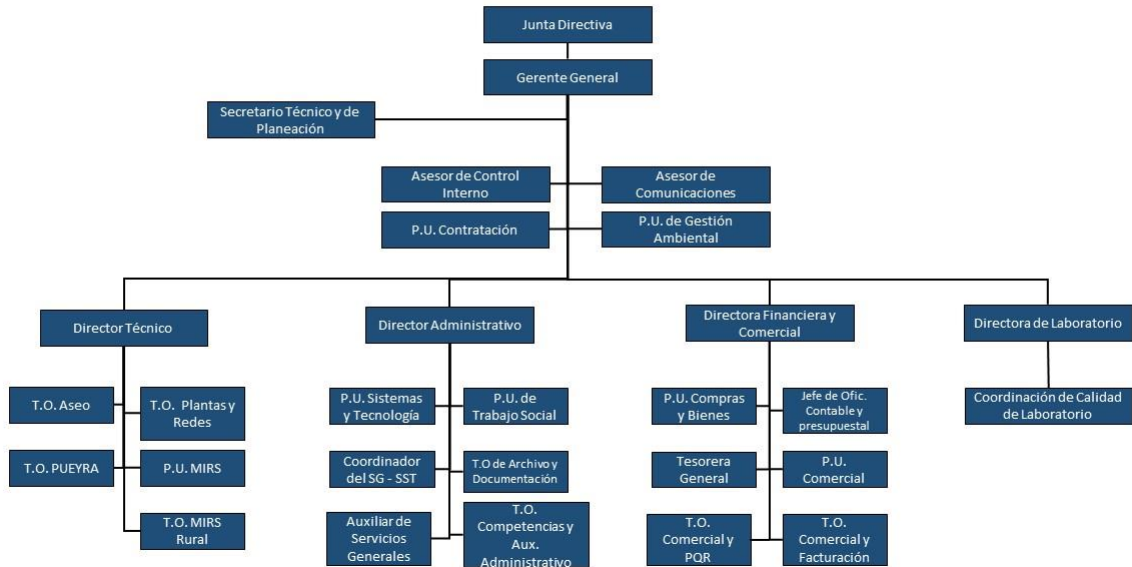 Junta Directiva
Gerente General
Secretario Técnico y de
Planeación
Asesor de Control
Interno
Asesor de
Comunicaciones
P.U. Contratación
P.U. de Gestión
Ambiental
Director Técnico
Director Administrativo
Directora Financiera y
Comercial
Directora de Laboratorio
T.O. Aseo
T.O. Plantas y
Redes
P.U. Sistemas
y Tecnología
P.U. de
Trabajo Social
P.U. Compras
y Bienes
Jefe de Ofic.
Contable y
presupuestal
Coordinación de Calidad
de Laboratorio
T.O. PUEYRA
P.U. MIRS
Coordinador
del SG - SST
T.O de Archivo y
Documentación
Tesorera
General
P.U.
Comercial
T.O. MIRS
Rural
Auxiliar de
Servicios
Generales
T.O.
Competencias y
Aux.
Administrativo
T.O.
Comercial y
PQR
T.O.
Comercial y
Facturación